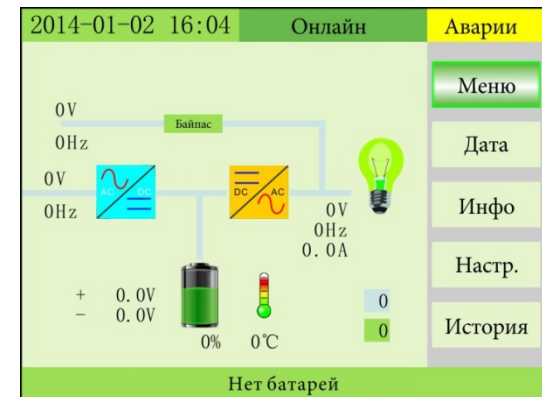 2014-01-02 16:04 Онлайн Аварии
Меню
0V
Байпас
0Hz
Дата
0V
AC DC
DC AC
0Hz
0V
Инфо
0Hz
0.0A
Настр.
+ 0.0V
0
- 0.0V
0
История
0% 0℃
Нет батарей